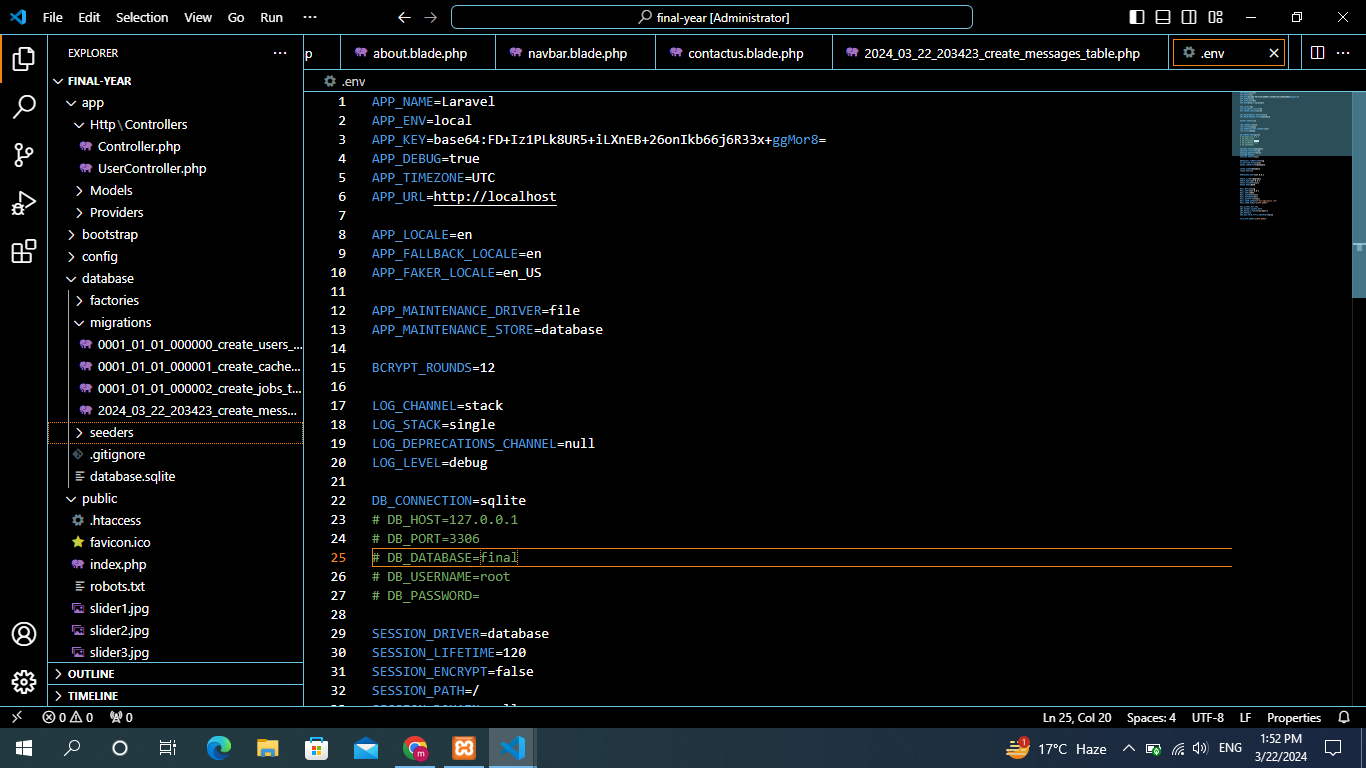 File Edit Selection View Go Run ··· final-year [Administrator]
EXPLORER ···
FINAL-YEAR
app
Http\Controllers
Controller.php
UserController.php
Models
Providers
bootstrap
config
database
factories
migrations
0001_01_01_000000_create_users_...
0001_01_01_000001_create_cache...
0001_01_01_000002_create_jobs_t...
2024_03_22_203423_create_mess...
seeders
.gitignore
database.sqlite
public
.htaccess
favicon.ico
index.php
robots.txt
slider1.jpg
slider2.jpg
slider3.jpg
OUTLINE
TIMELINE
p about.blade.php navbar.blade.php contactus.blade.php 2024_03_22_203423_create_messages_table.php .env
.env
1 APP_NAME=Laravel
2 APP_ENV=local
3 APP_KEY=base64:FD+Iz1PLk8UR5+iLXnEB+26onIkb66j6R33x+ggMor8=
4 APP_DEBUG=true
5 APP_TIMEZONE=UTC
6 APP_URL=http://localhost
7
8 APP_LOCALE=en
9 APP_FALLBACK_LOCALE=en
10 APP_FAKER_LOCALE=en_US
11
12 APP_MAINTENANCE_DRIVER=file
13 APP_MAINTENANCE_STORE=database
14
15 BCRYPT_ROUNDS=12
16
17 LOG_CHANNEL=stack
18 LOG_STACK=single
19 LOG_DEPRECATIONS_CHANNEL=null
20 LOG_LEVEL=debug
21
22 DB_CONNECTION=sqlite
23 # DB_HOST=127.0.0.1
24 # DB_PORT=3306
25 # DB_DATABASE=final
26 # DB_USERNAME=root
27 # DB_PASSWORD=
28
29 SESSION_DRIVER=database
30 SESSION_LIFETIME=120
31 SESSION_ENCRYPT=false
32 SESSION_PATH=/
0 0 0 Ln 25, Col 20 Spaces: 4 UTF-8 LF Properties
1 17°C Haze ENG 1:52 PM
3/22/2024